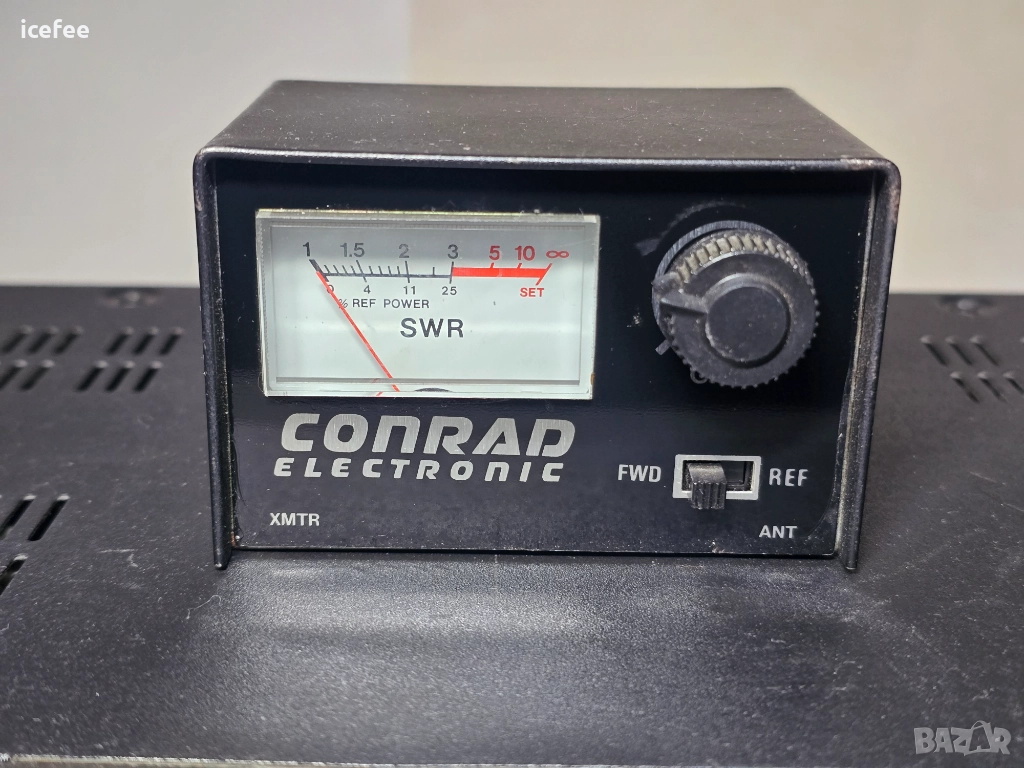 icefee
1 1.5 2 3 5 10 ∞
0 4 11 25 SET
% REF POWER
SWR
CONRAD
ELECTRONIC
FWD REF
XMTR ANT
BAZAR